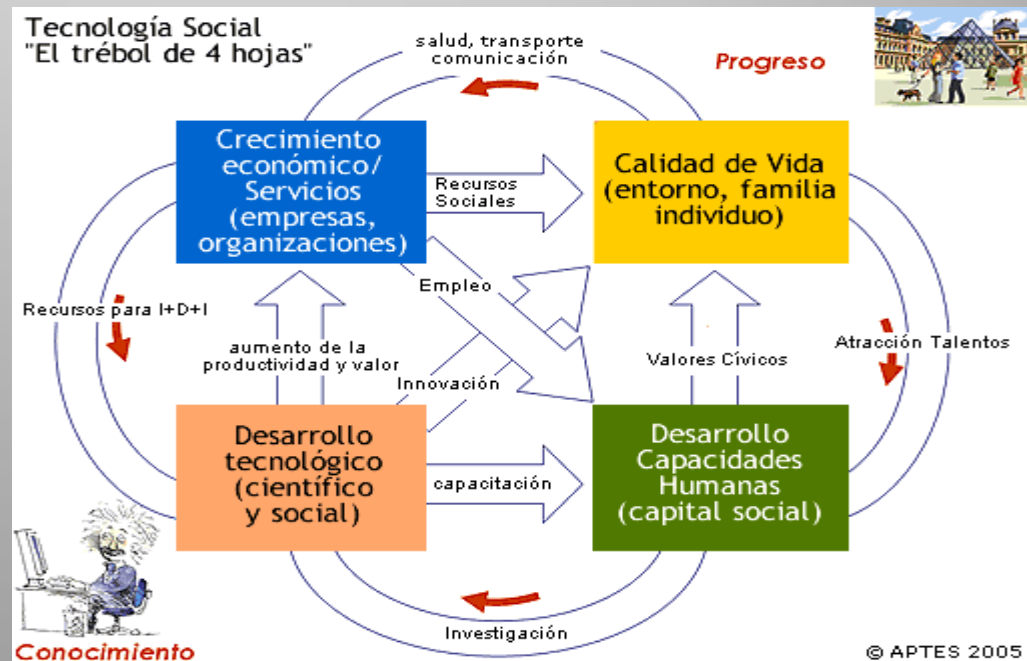 Tecnología Social
"El trébol de 4 hojas"
salud, transporte
comunicación
Progreso
Crecimiento
económico/
Servicios
(empresas,
organizaciones)
Recursos
Sociales
Calidad de Vida
(entorno, familia
individuo)
Empleo
Recursos para I+D+I
aumento de la
productividad y valor
Innovación
Valores Cívicos
Atracción Talentos
Desarrollo
tecnológico
(científico
y social)
capacitación
Desarrollo
Capacidades
Humanas
(capital social)
Investigación
Conocimiento
© APTES 2005